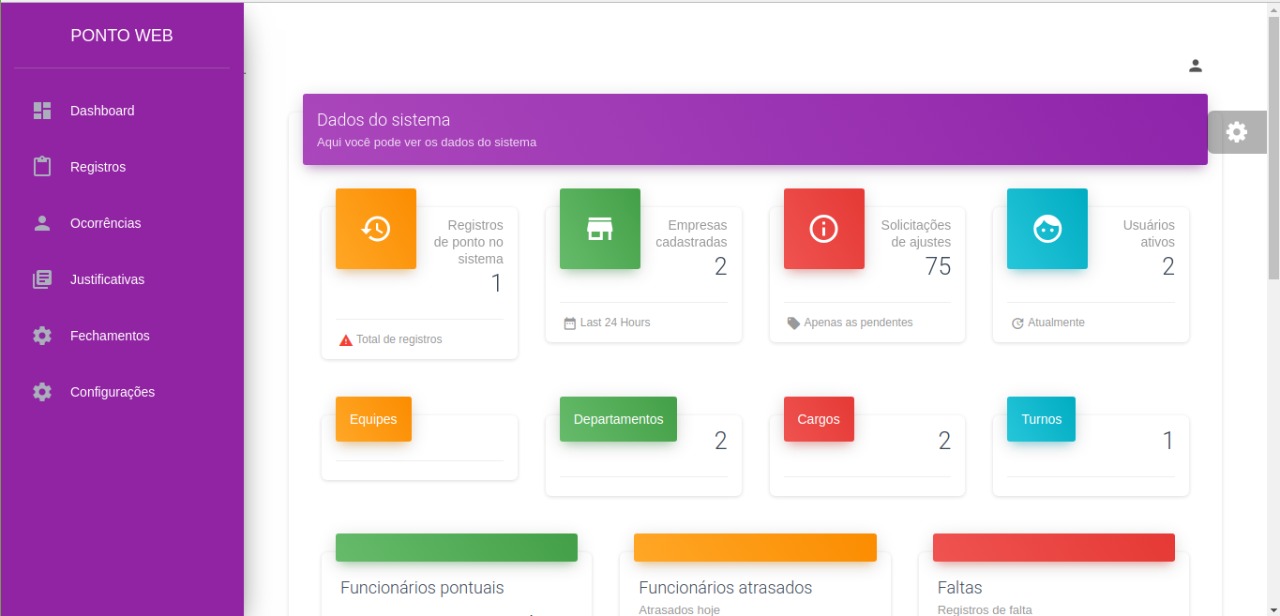 PONTO WEB
Dashboard
Registros
Ocorrências
Justificativas
Fechamentos
Configurações
Dados do sistema
Aqui você pode ver os dados do sistema
Registros
de ponto no
sistema
1
Total de registros
Empresas
cadastradas
2
Last 24 Hours
Solicitações
de ajustes
75
Apenas as pendentes
Usuários
ativos
2
Atualmente
Equipes
Departamentos
2
Cargos
2
Turnos
1
Funcionários pontuais
Funcionários atrasados
Atrasados hoje
Faltas
Registros de falta